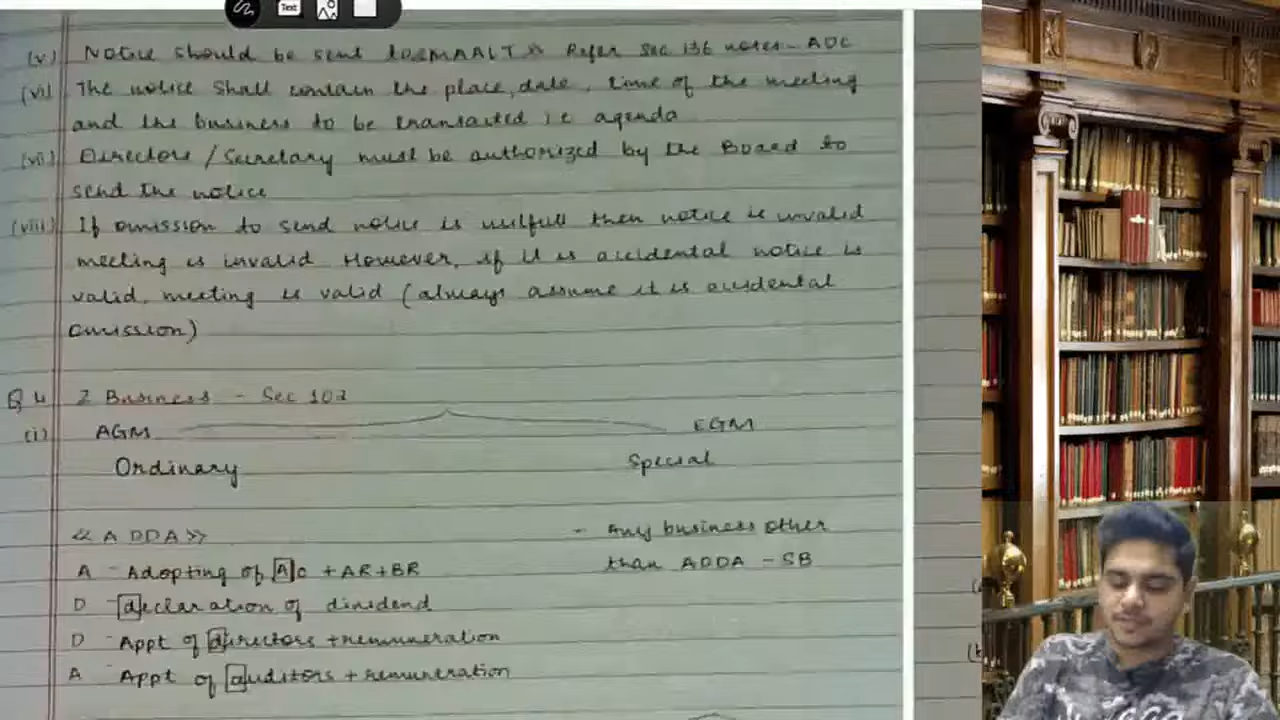 Text
(v) Notice should be sent to Refer Sec 136 notes - AOC
(vi) The notice shall contain the place, date, time of the meeting
and the business to be transacted i.e agenda
(vii) Directors / Secretary must be authorized by the Board to
send the notice
(viii) If omission to send notice is wilful then notice is invalid
meeting is invalid However, if it is accidental notice is
valid, meeting is valid (always assume it is accidental
omission)
Q4 2 Business - Sec 102
(i) AGM EGM
Ordinary Special
<< ADDA >> - Any business other
A - Adopting of Ac + AR + BR than ADDA - SB
D - declaration of dividend
D - Appt of directors + remuneration
A - Appt of auditors + remuneration